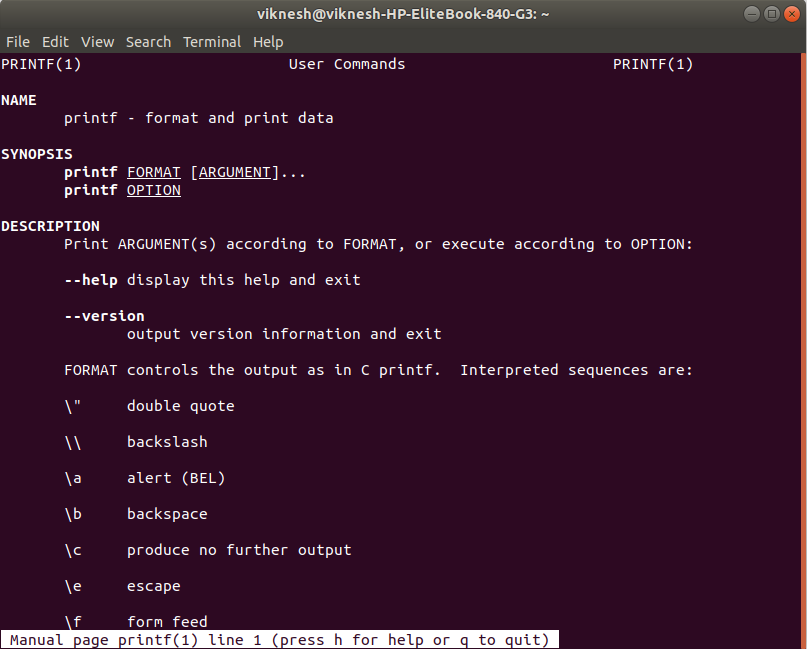 viknesh@viknesh-HP-EliteBook-840-G3: ~
File Edit View Search Terminal Help
PRINTF(1) User Commands PRINTF(1)
NAME
printf - format and print data
SYNOPSIS
printf FORMAT [ARGUMENT]...
printf OPTION
DESCRIPTION
Print ARGUMENT(s) according to FORMAT, or execute according to OPTION:
--help display this help and exit
--version
output version information and exit
FORMAT controls the output as in C printf.  Interpreted sequences are:
\" double quote
\\ backslash
\a alert (BEL)
\b backspace
\c produce no further output
\e escape
\f form feed
Manual page printf(1) line 1 (press h for help or q to quit)